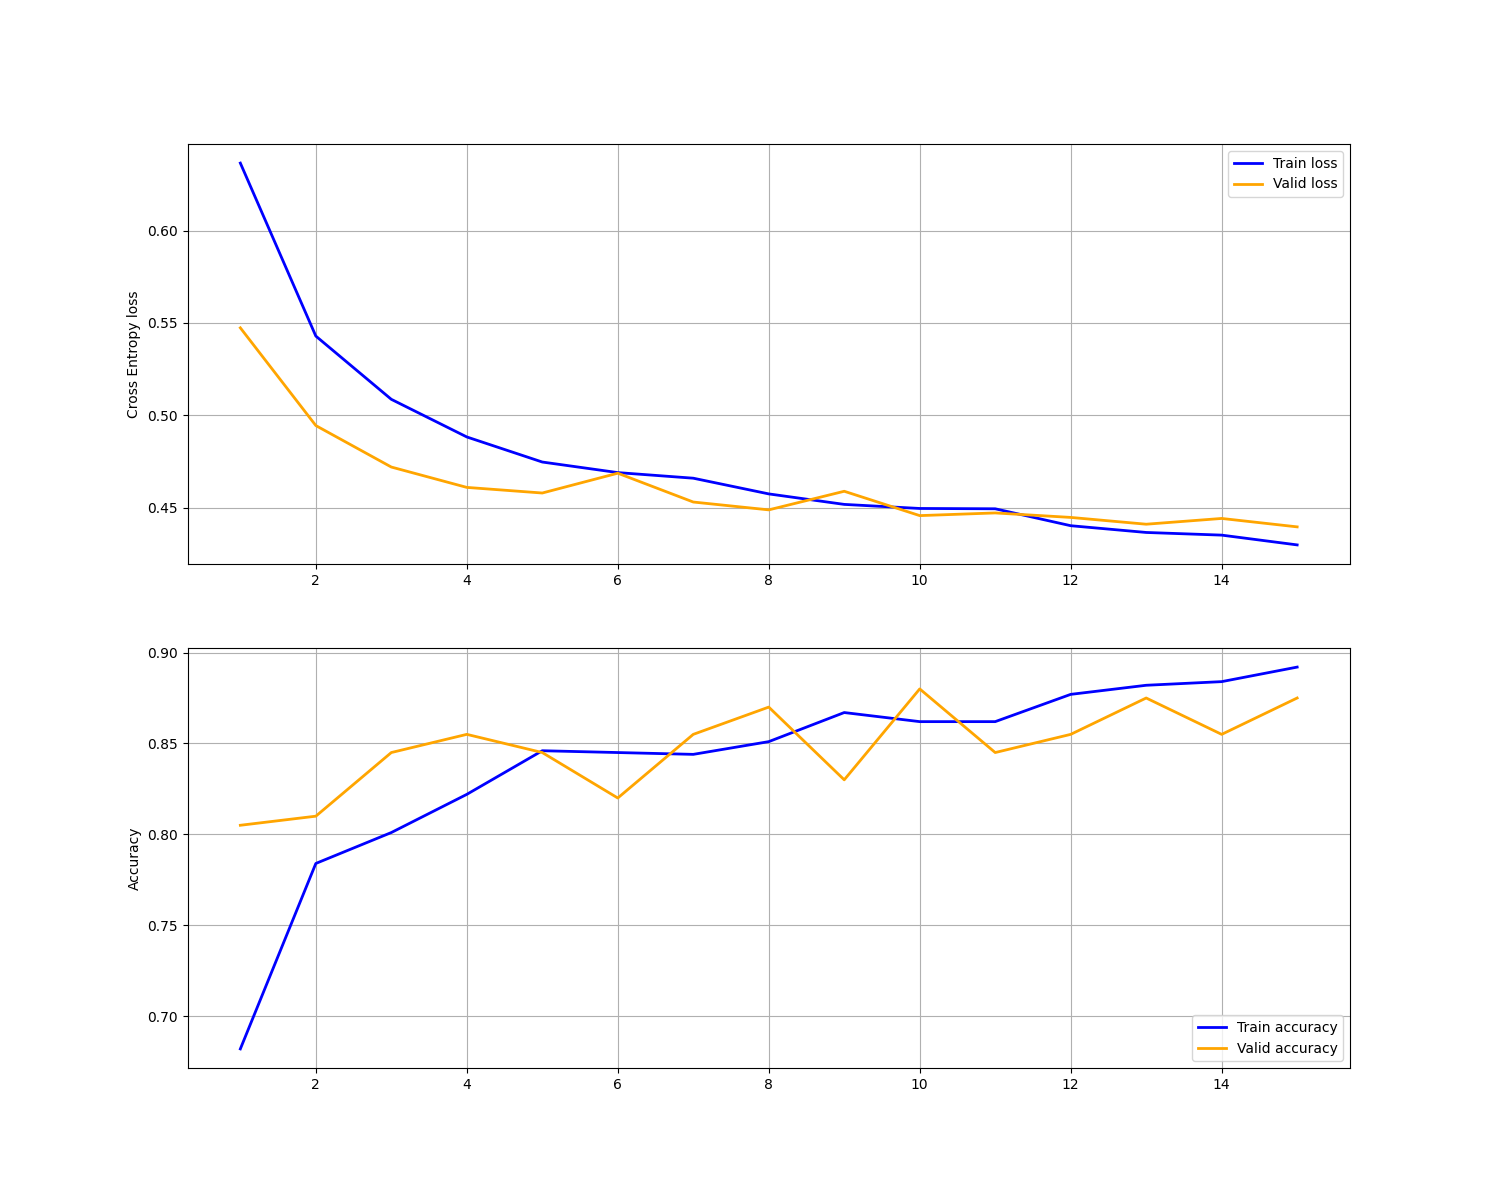 Train loss
Valid loss
0.60
0.55
0.50
0.45
Cross Entropy loss
2 4 6 8 10 12 14
0.90
0.85
0.80
0.75
0.70
Accuracy
Train accuracy
Valid accuracy
2 4 6 8 10 12 14